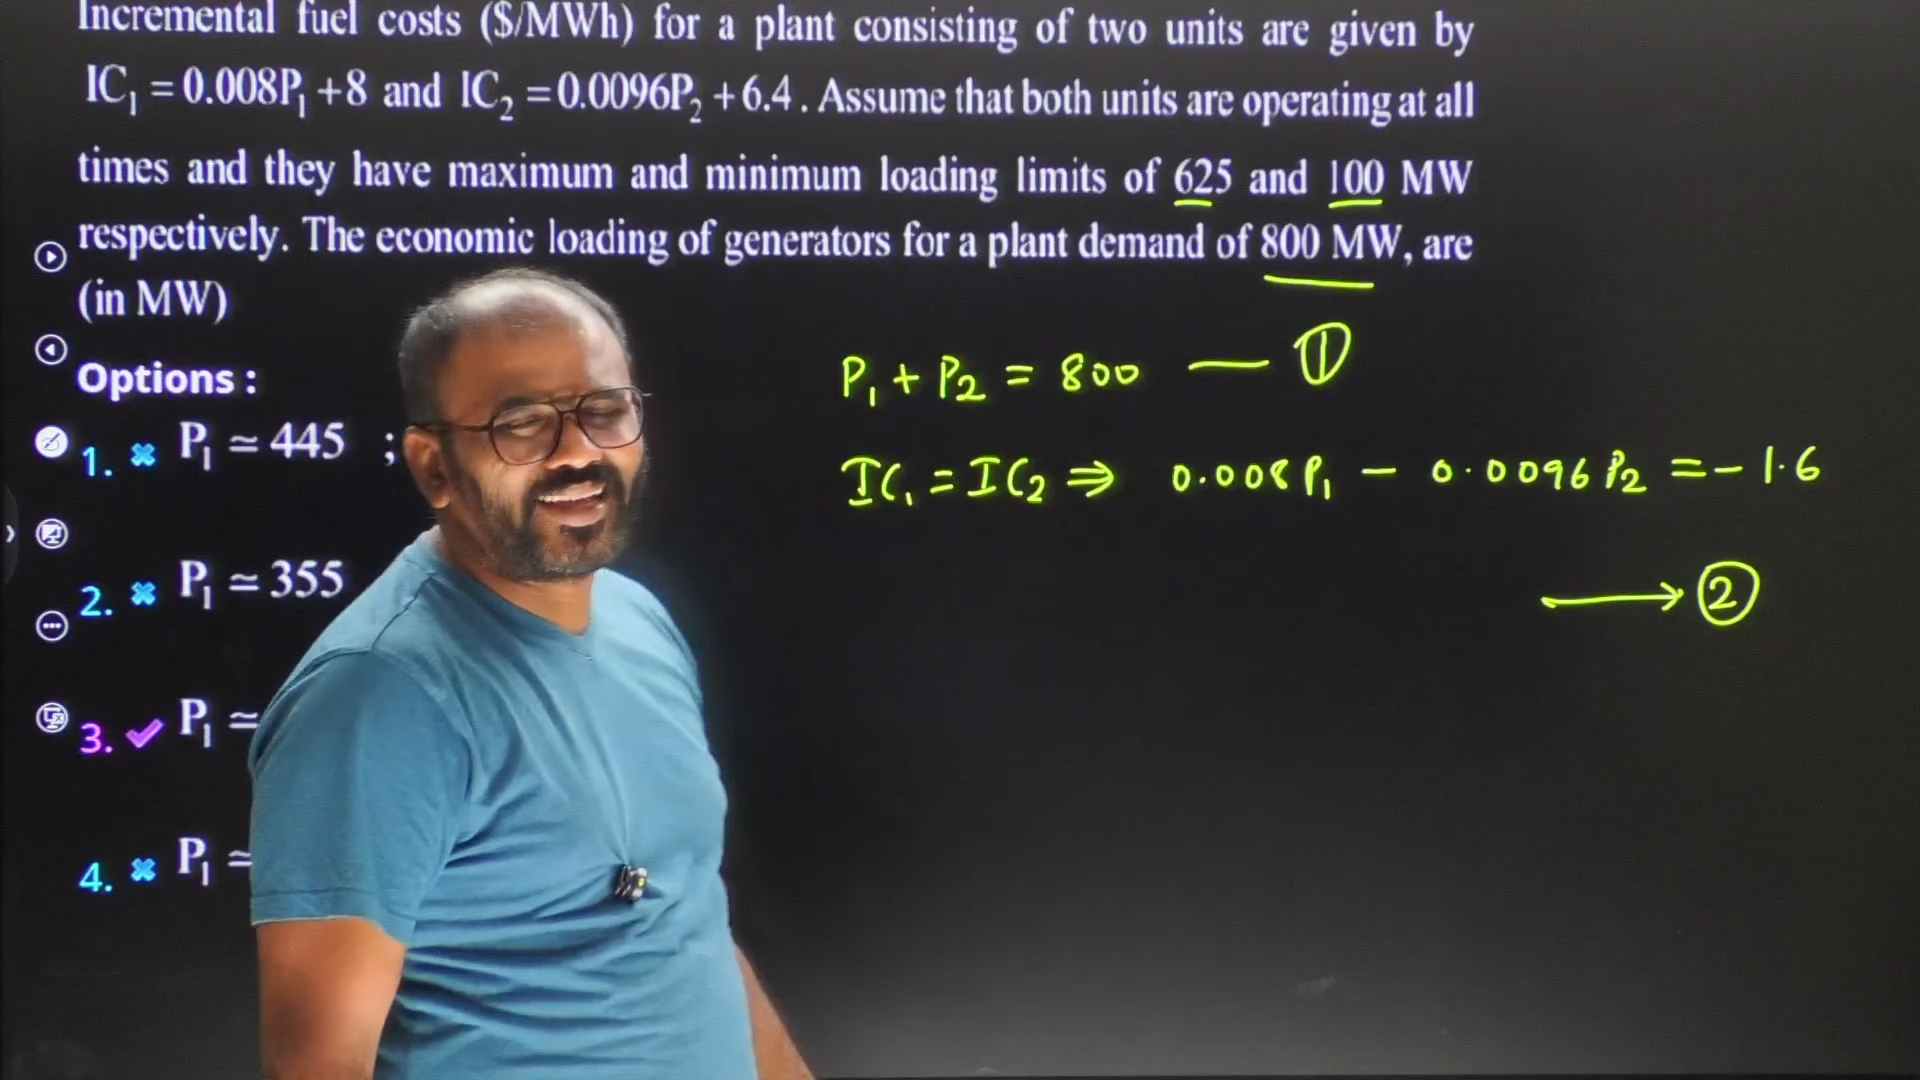 Incremental fuel costs ($/MWh) for a plant consisting of two units are given by
IC₁ = 0.008P₁ +8 and IC₂ = 0.0096P₂ + 6.4 . Assume that both units are operating at all
times and they have maximum and minimum loading limits of 625 and 100 MW
respectively. The economic loading of generators for a plant demand of 800 MW, are
(in MW)
Options :
1. ✖ P₁ ≃ 445 ;
2. ✖ P₁ ≃ 355
3. ✔ P₁ ≃
4. ✖ P₁ ≃
P₁ + P₂ = 800 — ①
IC₁ = IC₂ ⇒ 0.008P₁ - 0.0096P₂ = -1.6
→ ②